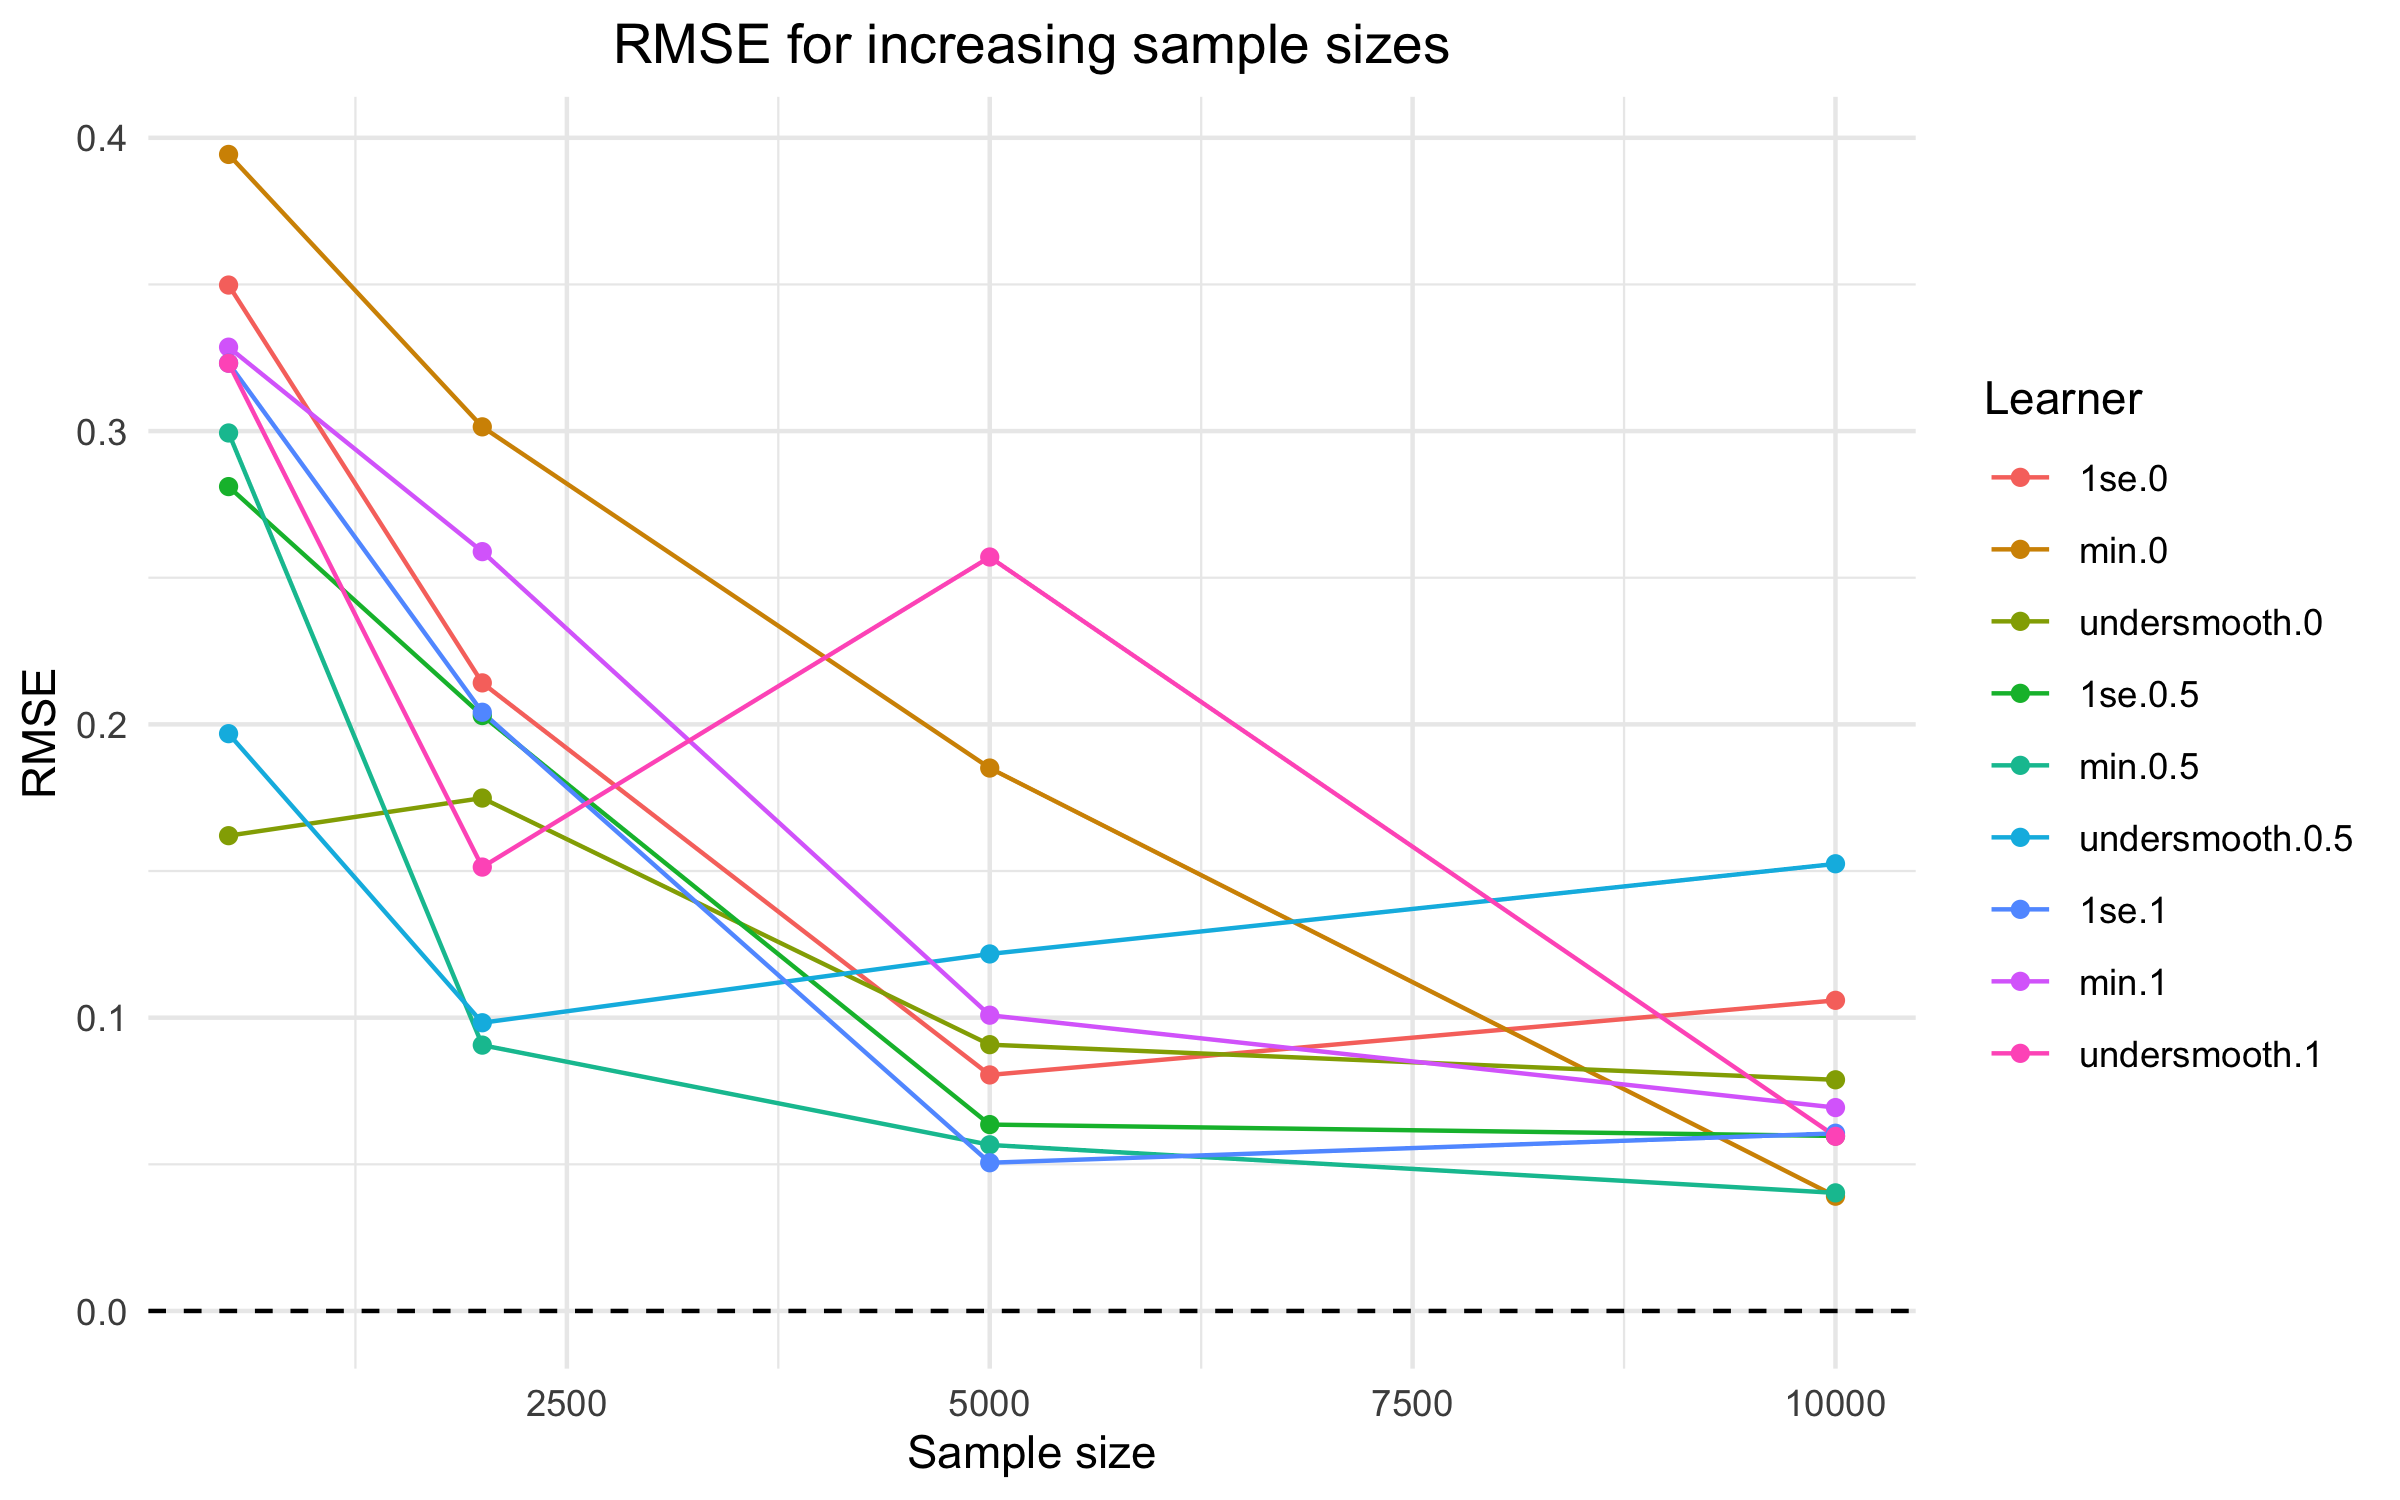 RMSE for increasing sample sizes
0.4
0.3
0.2
0.1
0.0
RMSE
2500
5000
7500
10000
Sample size
Learner
1se.0
min.0
undersmooth.0
1se.0.5
min.0.5
undersmooth.0.5
1se.1
min.1
undersmooth.1